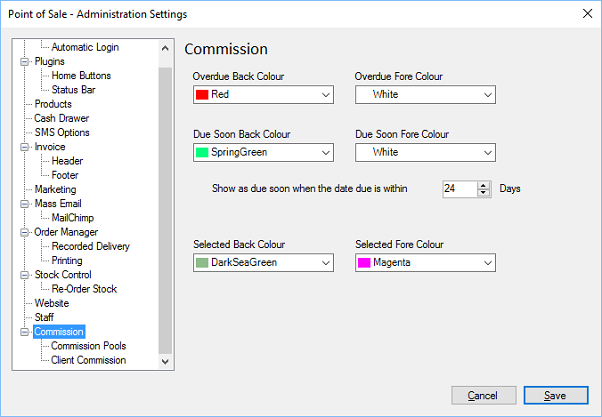 Point of Sale - Administration Settings
Automatic Login
Plugins
Home Buttons
Status Bar
Products
Cash Drawer
SMS Options
Invoice
Header
Footer
Marketing
Mass Email
MailChimp
Order Manager
Recorded Delivery
Printing
Stock Control
Re-Order Stock
Website
Staff
Commission
Commission Pools
Client Commission
Commission
Overdue Back Colour Overdue Fore Colour
Red White
Due Soon Back Colour Due Soon Fore Colour
SpringGreen White
Show as due soon when the date due is within 24 Days
Selected Back Colour Selected Fore Colour
DarkSeaGreen Magenta
Cancel Save